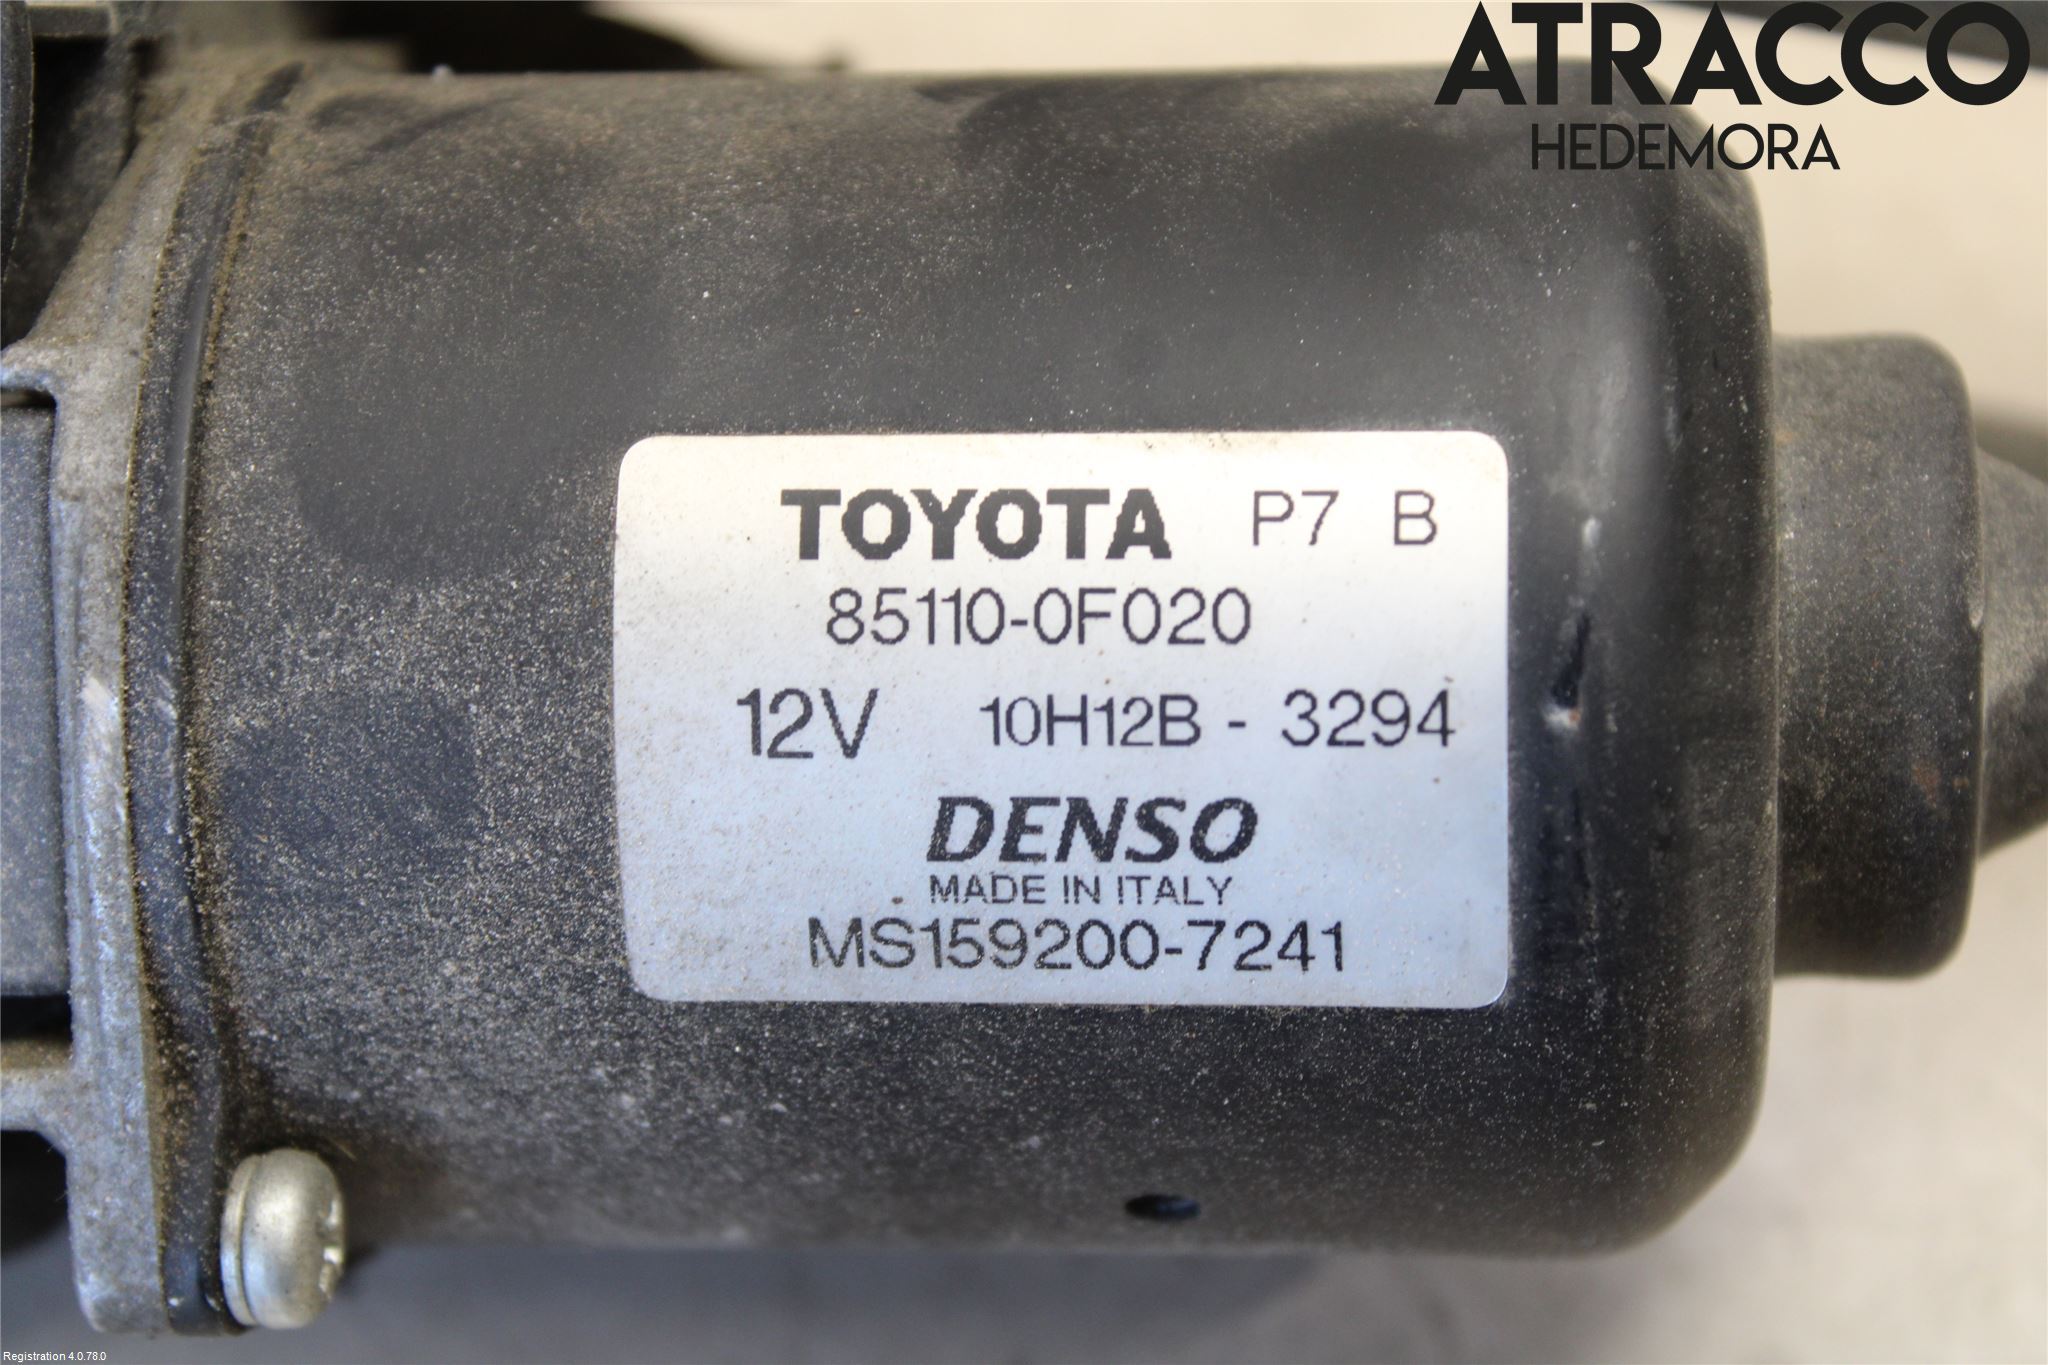 ATRACCO
HEDEMORA
TOYOTA P7 B
85110-0F020
12V 10H12B - 3294
DENSO
MADE IN ITALY
MS159200-7241
Registration 4.0.78.0